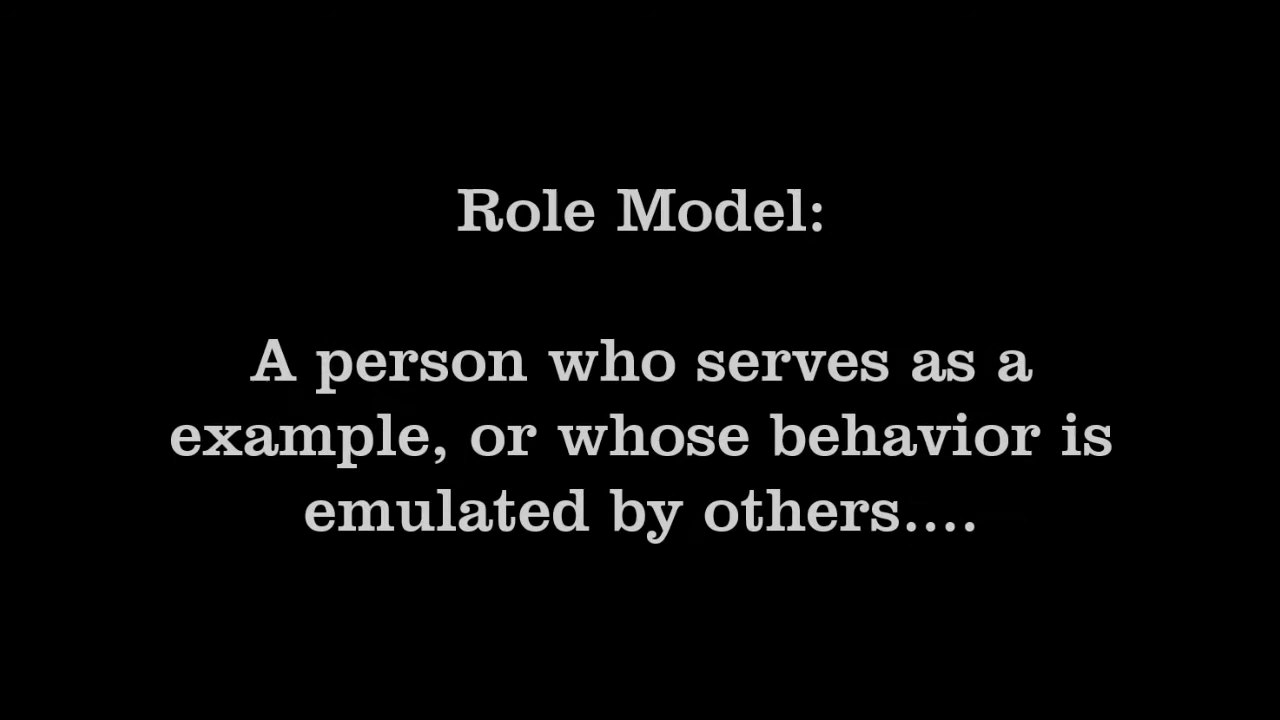 Role Model:
A person who serves as a
example, or whose behavior is
emulated by others....